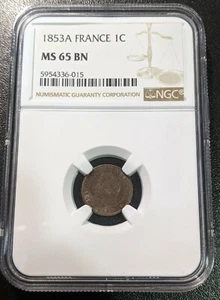 1853A FRANCE 1C
MS 65 BN
5954336-015
NUMISMATIC GUARANTY CORPORATION
NGC